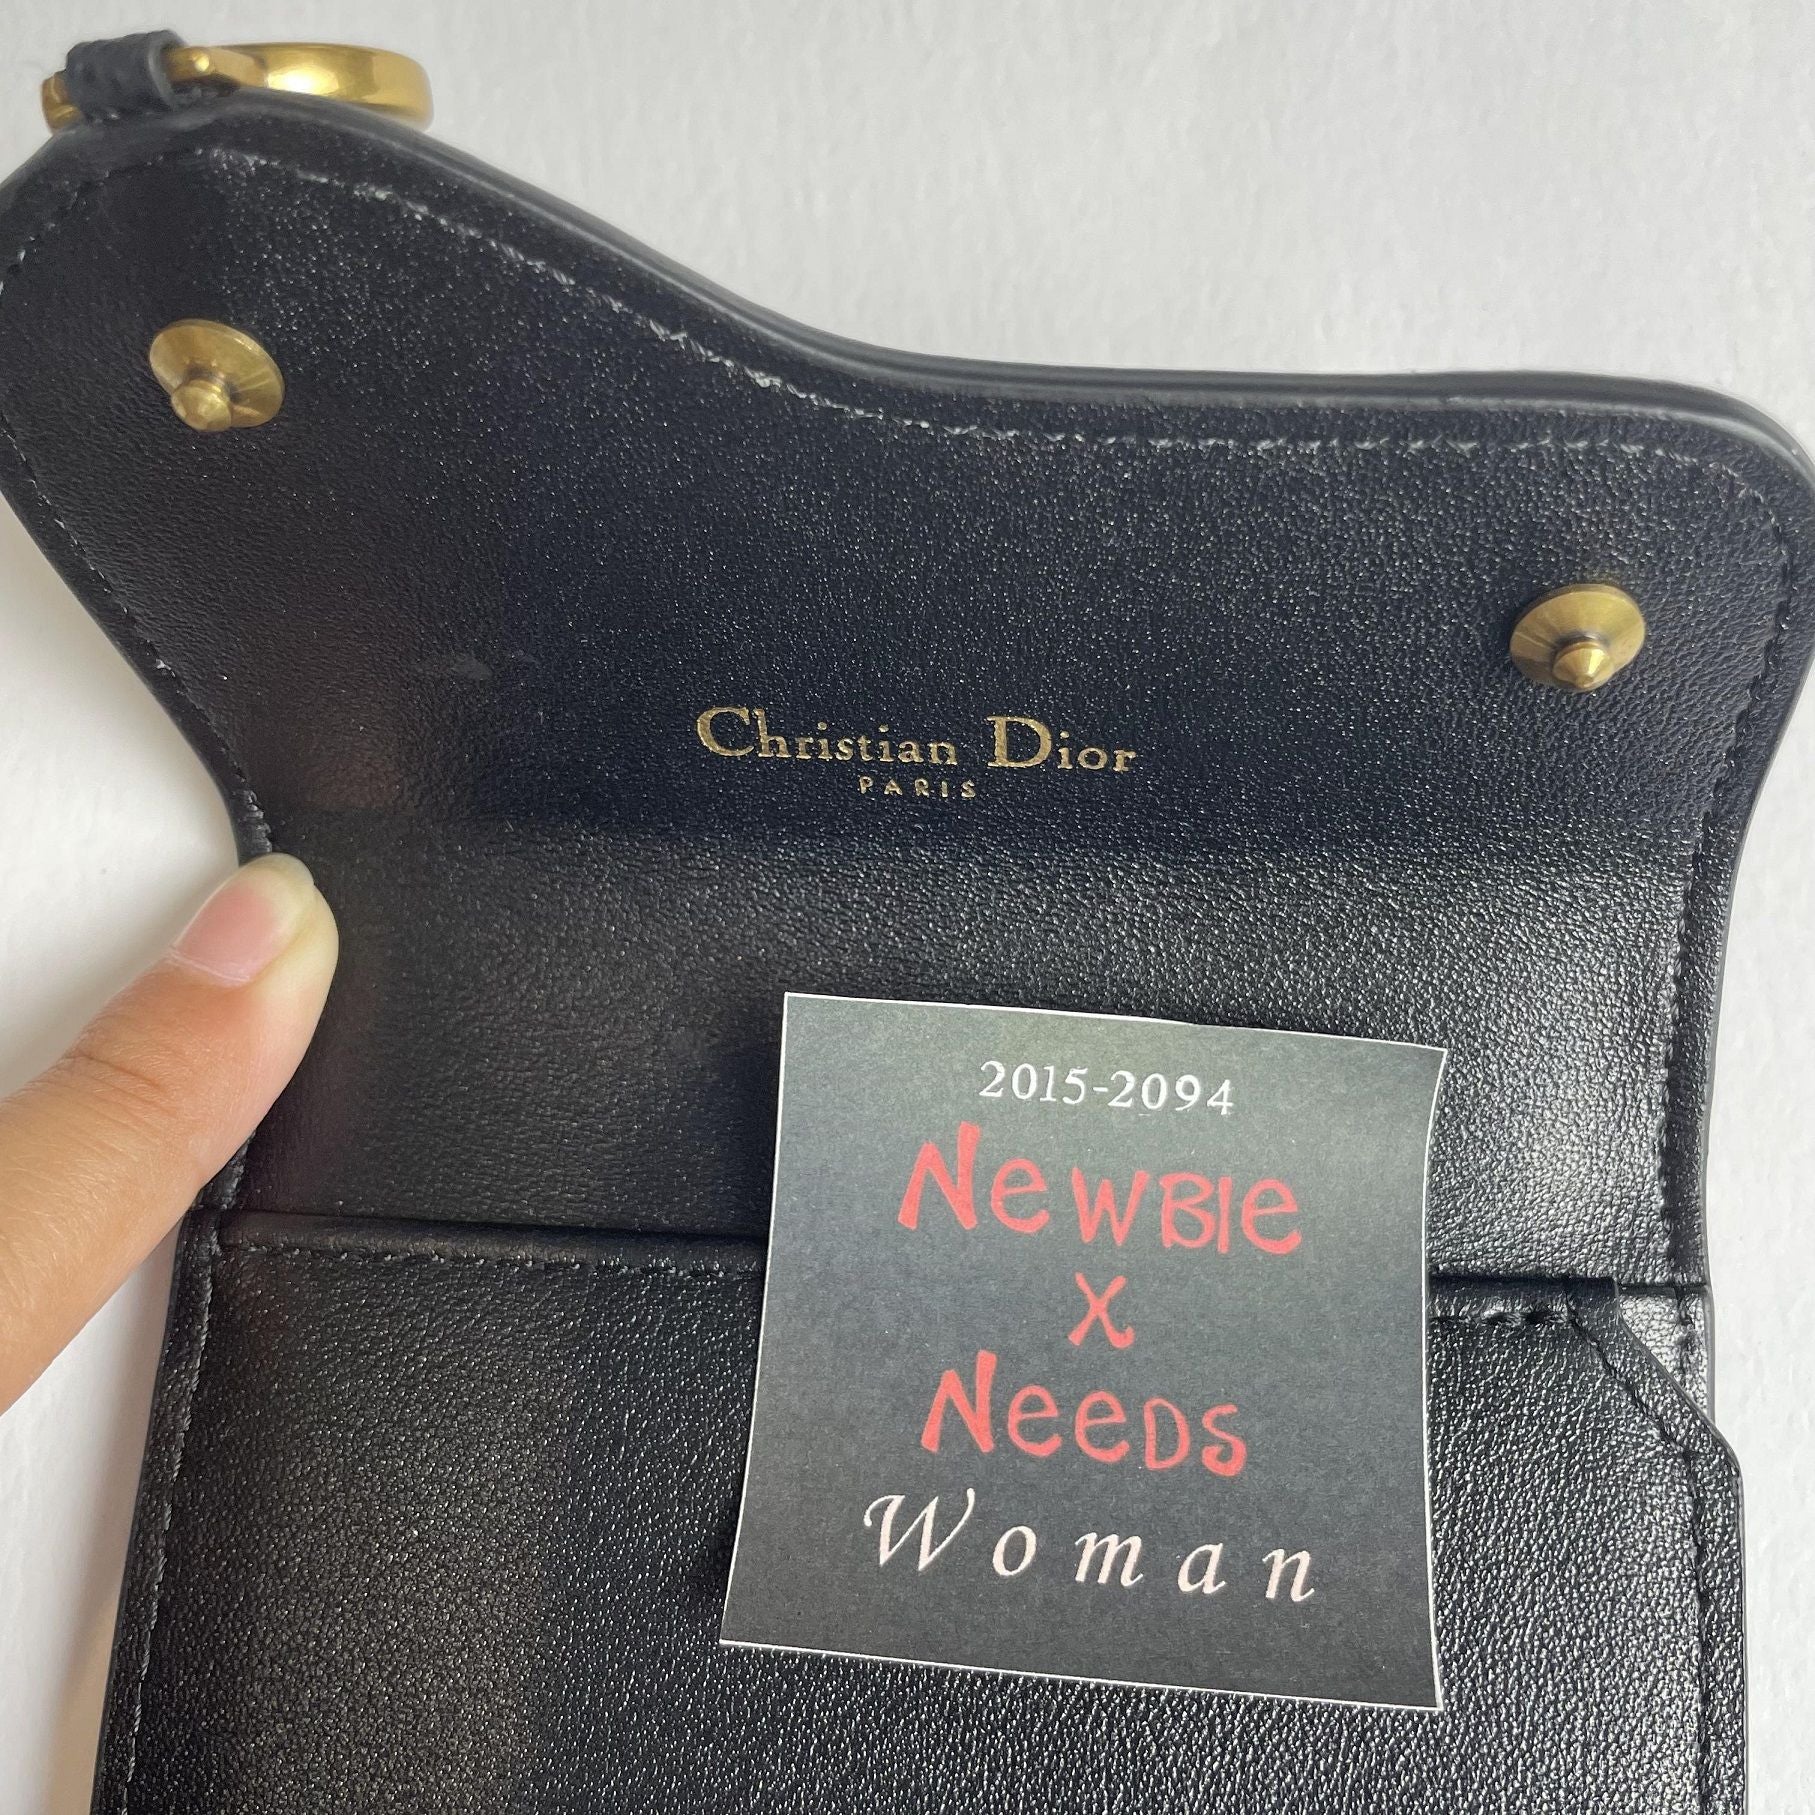 Christian Dior
PARIS
2015-2094
Newbie
x
Needs
Woman